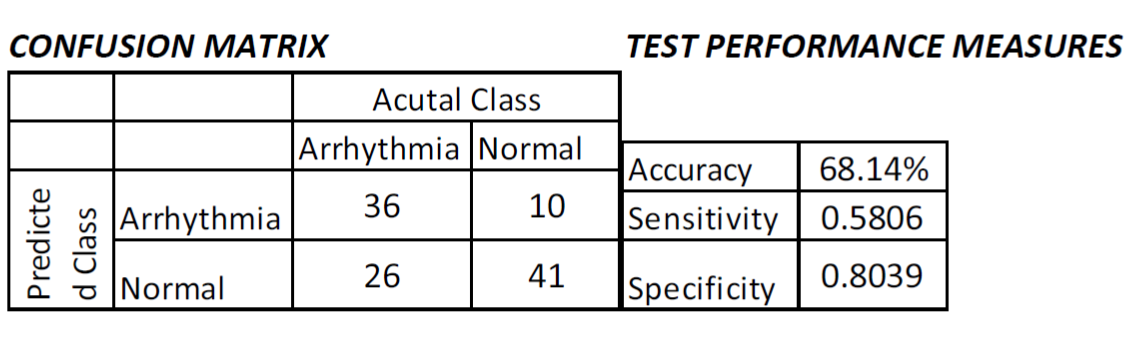 CONFUSION MATRIX
TEST PERFORMANCE MEASURES
Acutal Class
Arrhythmia Normal
Predicte
d Class
Arrhythmia 36 10
Normal 26 41
Accuracy 68.14%
Sensitivity 0.5806
Specificity 0.8039